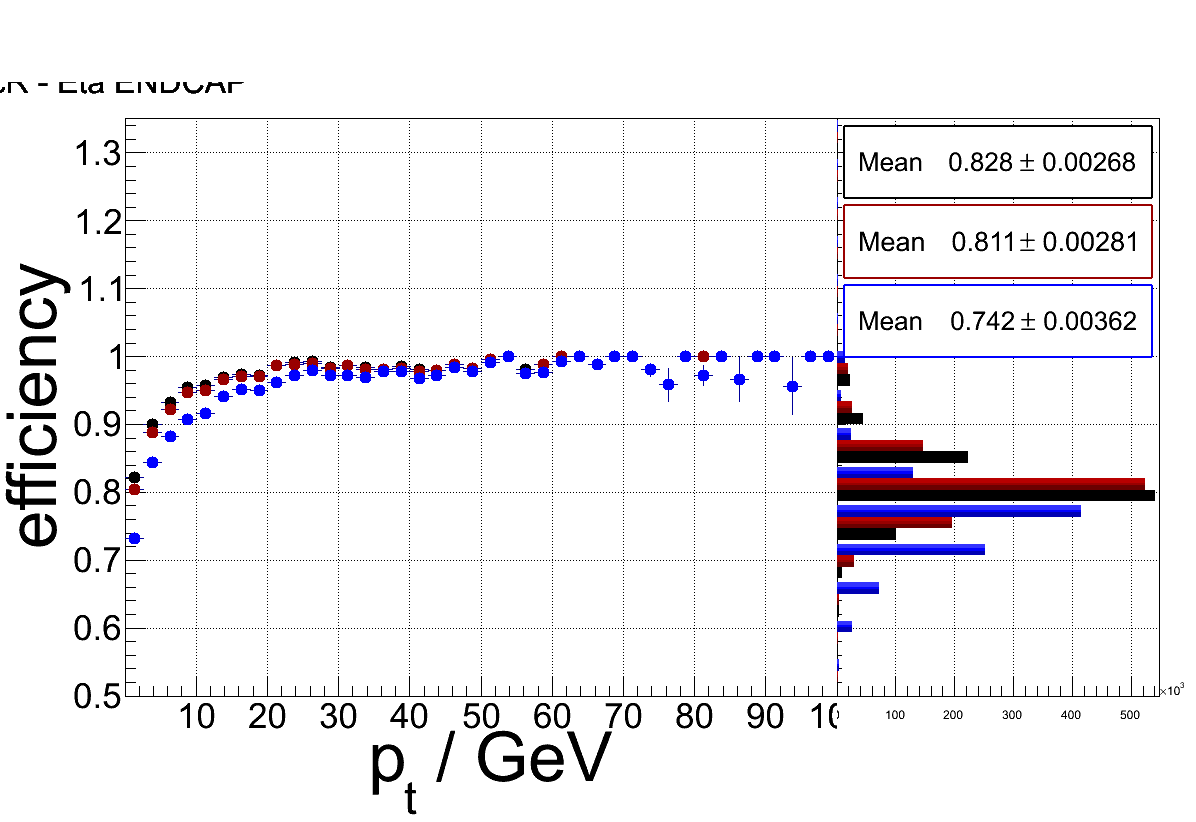 - Eta ENDCAP
1.3
1.2
1.1
1
0.9
0.8
0.7
0.6
0.5
efficiency
10 20 30 40 50 60 70 80 90
p_t / GeV
Mean 0.828 ± 0.00268
Mean 0.811 ± 0.00281
Mean 0.742 ± 0.00362
100 200 300 400 500
×10³